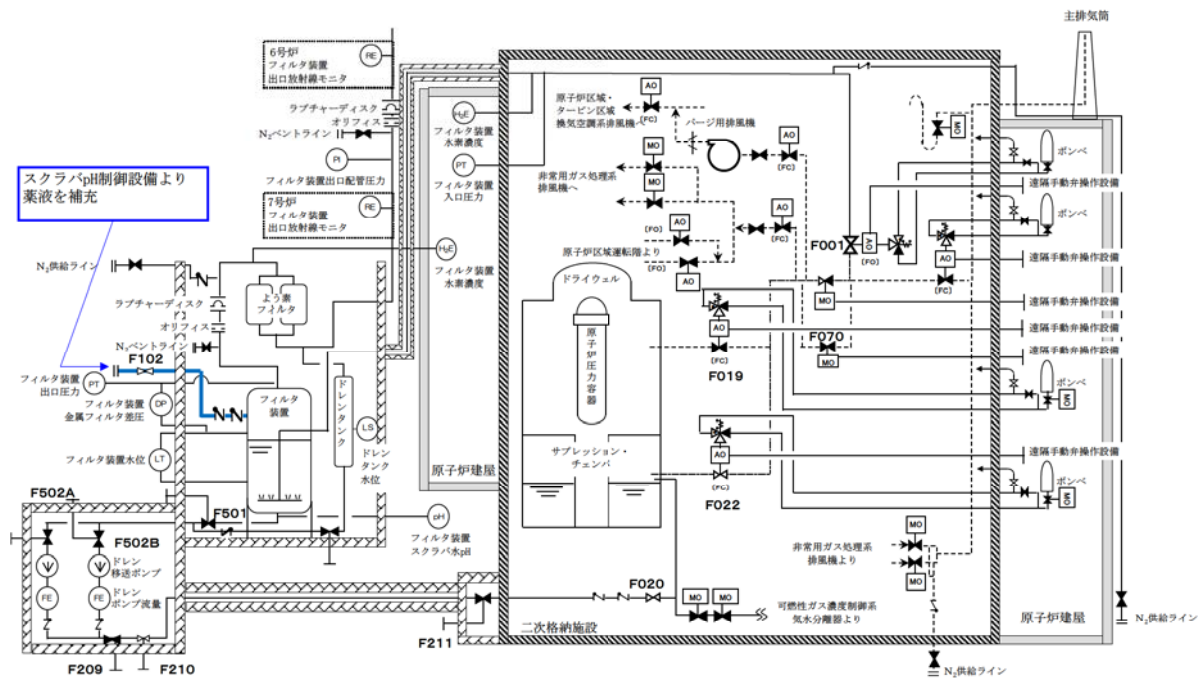 主排気筒
6号炉
フィルタ装置
出口放射線モニタ
RE
ラプチャーディスク
オリフィス
N₂ベントライン
PI
フィルタ装置出口配管圧力
7号炉
フィルタ装置
出口放射線モニタ
RE
H₂E
フィルタ装置
水素濃度
PT
フィルタ装置
入口圧力
H₂E
フィルタ装置
水素濃度
原子炉建屋
スクラバpH制御設備より
薬液を補充
N₂供給ライン
ラプチャーディスク
オリフィス
N₂ベントライン
よう素
フィルタ
F102
PT
フィルタ装置
出口圧力
DP
フィルタ装置
金属フィルタ差圧
フィルタ
装置
ドレンタンク
LS
ドレン
タンク
水位
フィルタ装置水位
LT
F502A
F501
F502B
pH
フィルタ装置
スクラバ水pH
ドレン
移送ポンプ
FE
FE
ドレン
ポンプ流量
F209
F210
F211
原子炉区域・
タービン区域
換気空調系排風機へ
AO
(FC)
パージ用排風機
AO
(FC)
MO
非常用ガス処理系
排風機へ
MO
AO
(FC)
(FO)
AO
原子炉区域運転階より
(FO)
AO
F001
AO
(FO)
MO
MO
AO
(FC)
ドライウェル
原子炉圧力容器
AO
(FC)
F019
F070
MO
サプレッション・
チェンバ
AO
(FC)
F022
F020
MO
MO
可燃性ガス濃度制御系
気水分離器より
非常用ガス処理系
排風機より
MO
MO
二次格納施設
N₂供給ライン
ボンベ
遠隔手動弁操作設備
ボンベ
遠隔手動弁操作設備
遠隔手動弁操作設備
遠隔手動弁操作設備
遠隔手動弁操作設備
遠隔手動弁操作設備
ボンベ
MO
遠隔手動弁操作設備
ボンベ
MO
原子炉建屋
N₂供給ライン